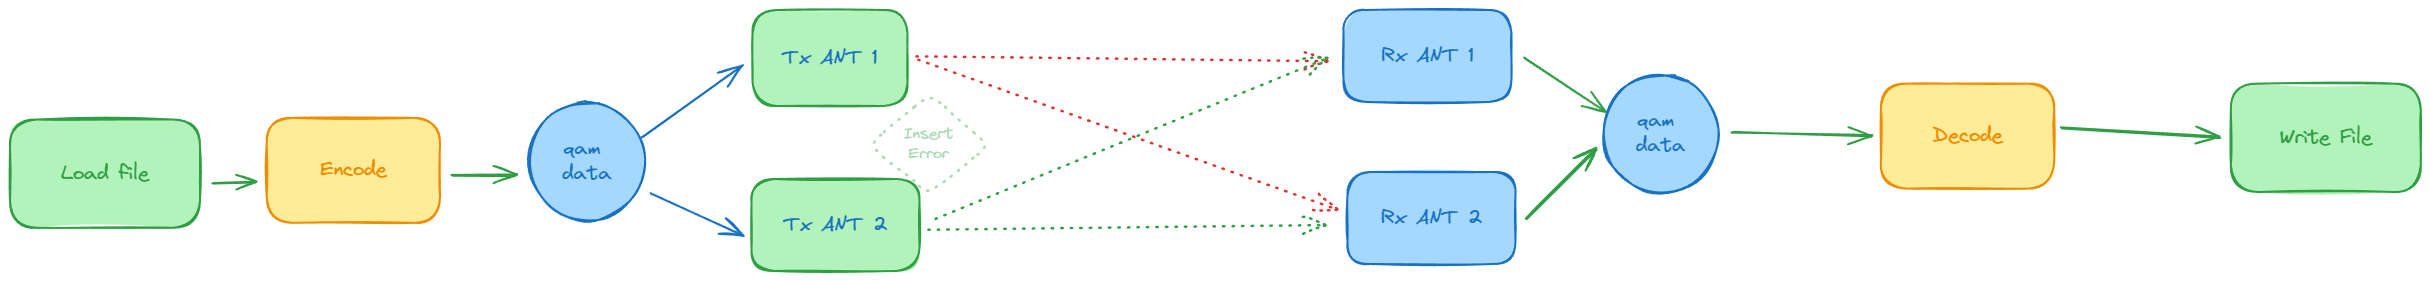 Load file
Encode
qam
data
Tx ANT 1
Tx ANT 2
Insert
Error
Rx ANT 1
Rx ANT 2
qam
data
Decode
Write File